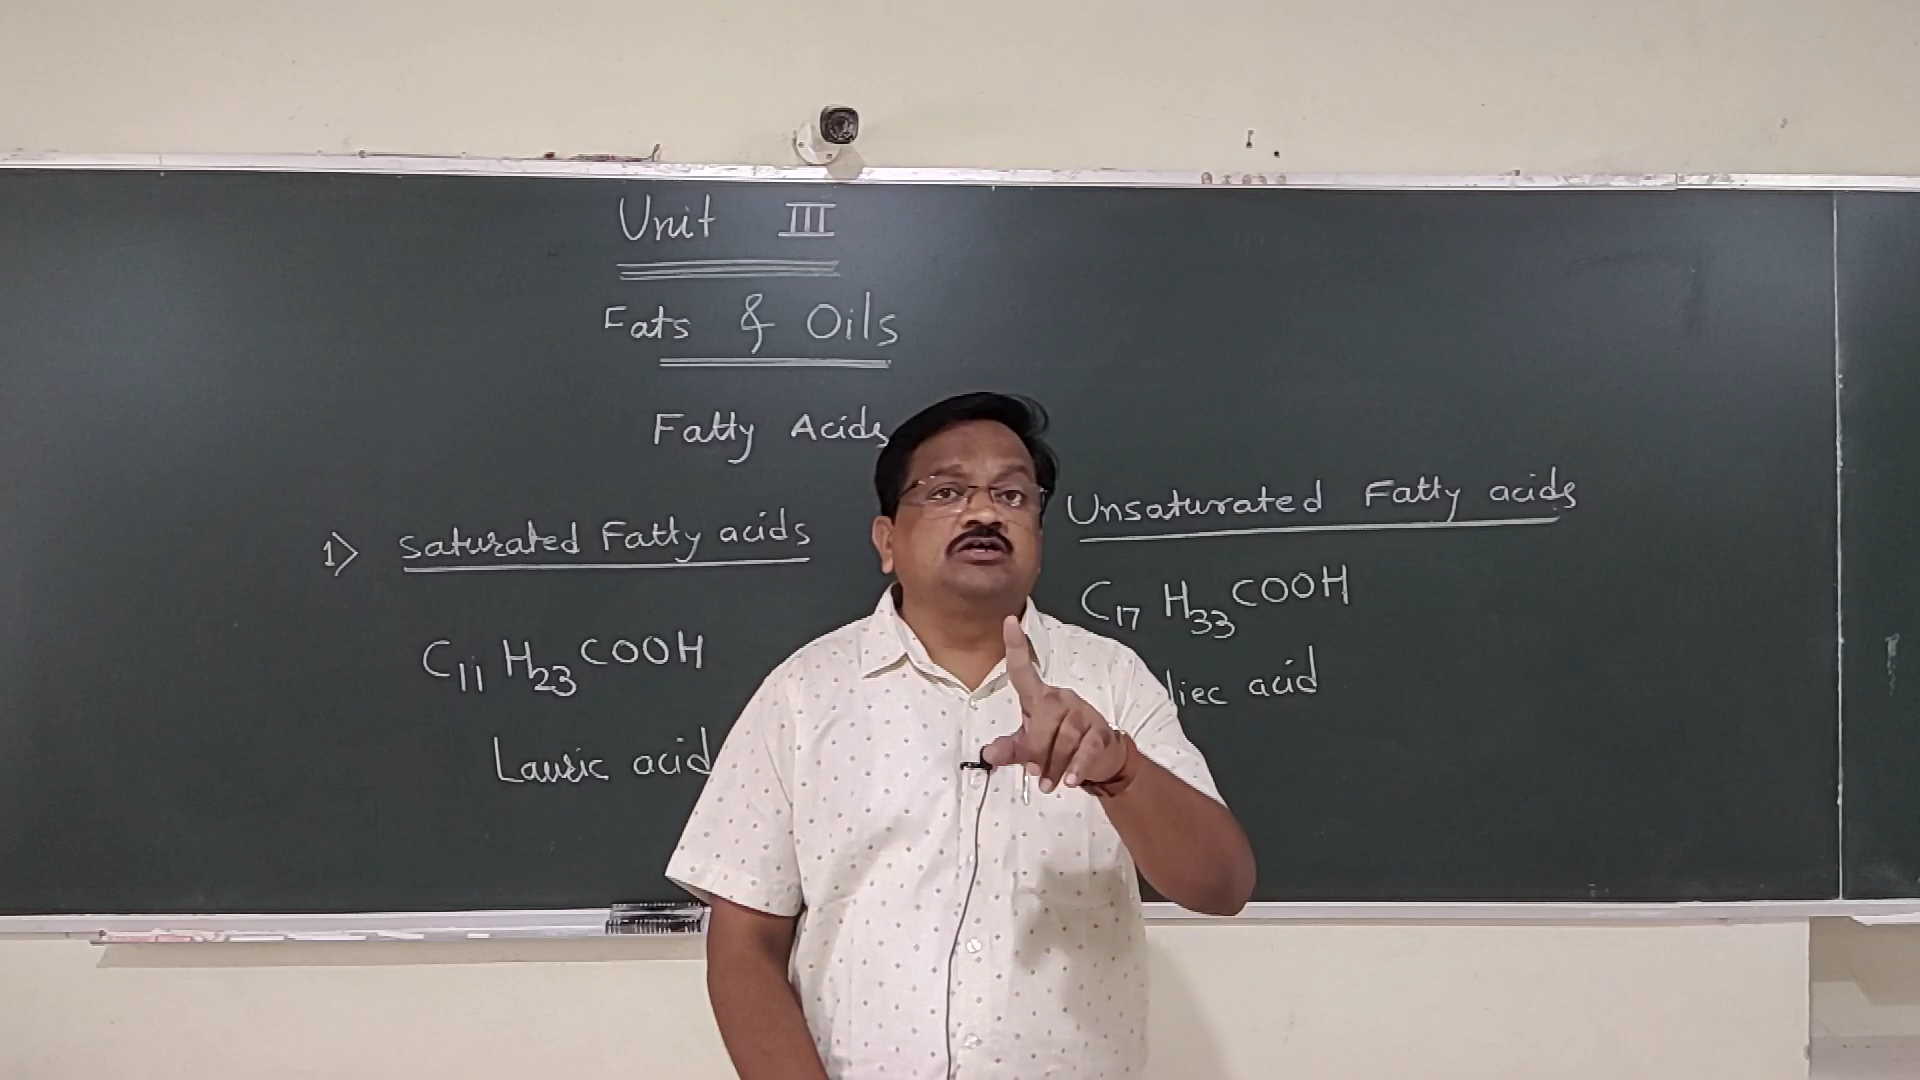 Unit III
Fats & Oils
Fatty Acids
1) Saturated Fatty acids
C11 H23 COOH
Lauric acid
Unsaturated Fatty acids
C17 H33 COOH
acid